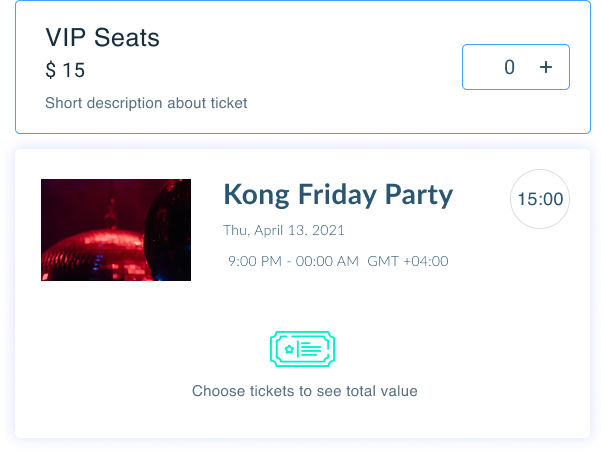 VIP Seats
$ 15
0 +
Short description about ticket
Kong Friday Party
15:00
Thu, April 13, 2021
9:00 PM - 00:00 AM GMT +04:00
Choose tickets to see total value